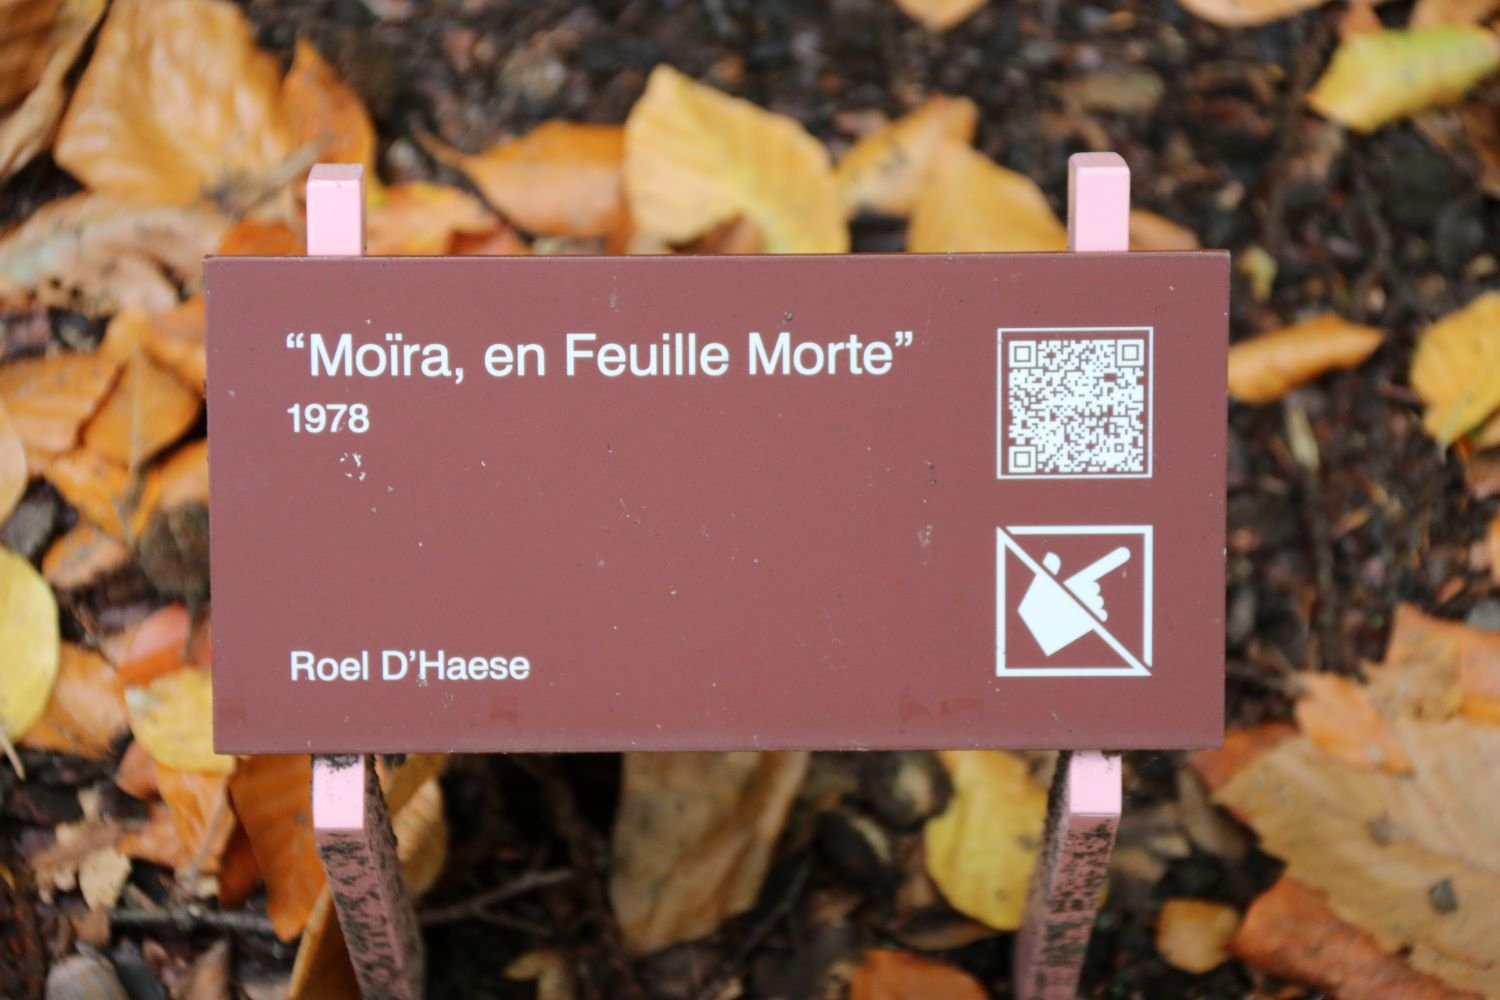 “Moïra, en Feuille Morte”
1978
Roel D’Haese